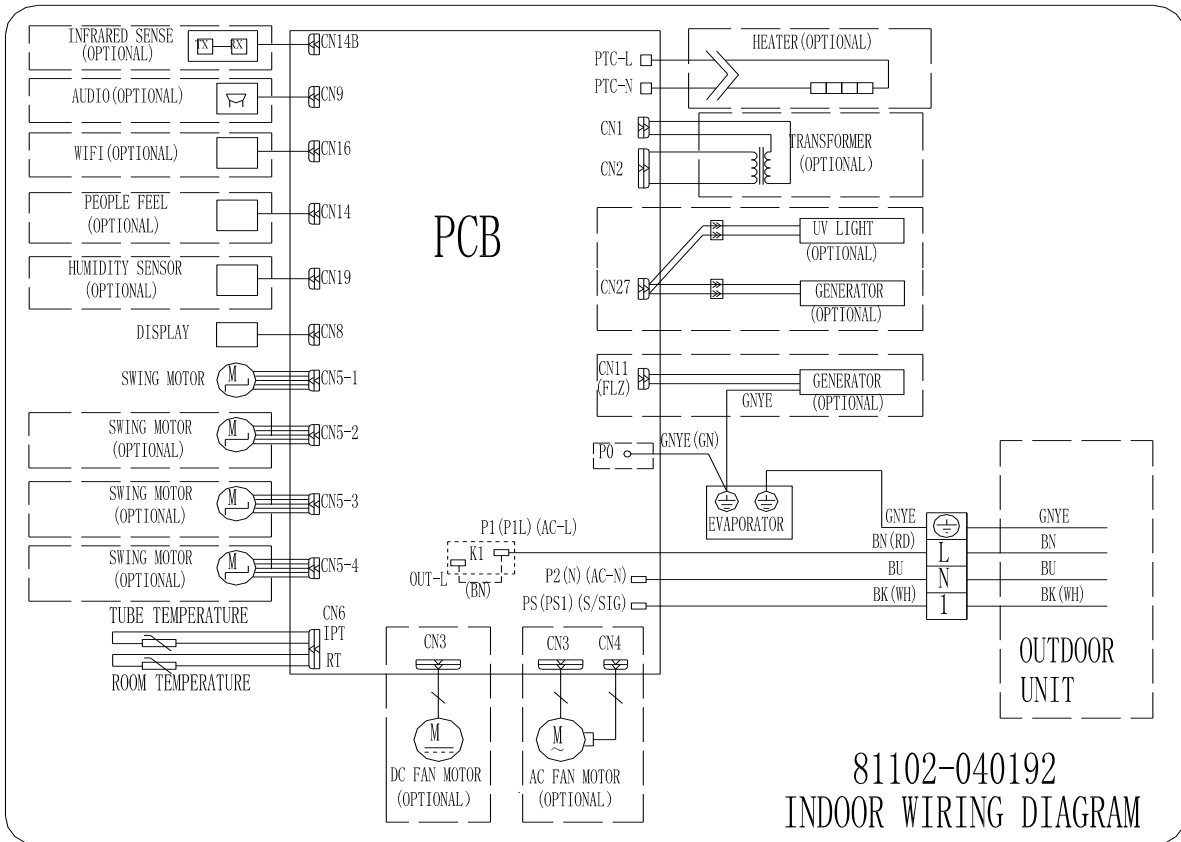 INFRARED SENSE
(OPTIONAL)
TX
RX
CN14B
AUDIO(OPTIONAL)
CN9
WIFI(OPTIONAL)
CN16
PEOPLE FEEL
(OPTIONAL)
CN14
HUMIDITY SENSOR
(OPTIONAL)
CN19
DISPLAY
CN8
SWING MOTOR
M
CN5-1
SWING MOTOR
(OPTIONAL)
M
CN5-2
SWING MOTOR
(OPTIONAL)
M
CN5-3
SWING MOTOR
(OPTIONAL)
M
CN5-4
TUBE TEMPERATURE
CN6
IPT
RT
ROOM TEMPERATURE
PCB
PTC-L
PTC-N
HEATER(OPTIONAL)
CN1
CN2
TRANSFORMER
(OPTIONAL)
CN27
UV LIGHT
(OPTIONAL)
GENERATOR
(OPTIONAL)
CN11
(FLZ)
GENERATOR
(OPTIONAL)
GNYE
P0
GNYE(GN)
EVAPORATOR
P1(P1L)(AC-L)
K1
OUT-L
(BN)
P2(N)(AC-N)
PS(PS1)(S/SIG)
GNYE
BN(RD)
BU
BK(WH)
L
N
1
GNYE
BN
BU
BK(WH)
OUTDOOR
UNIT
CN3
M
DC FAN MOTOR
(OPTIONAL)
CN3
CN4
M
~
AC FAN MOTOR
(OPTIONAL)
81102-040192
INDOOR WIRING DIAGRAM